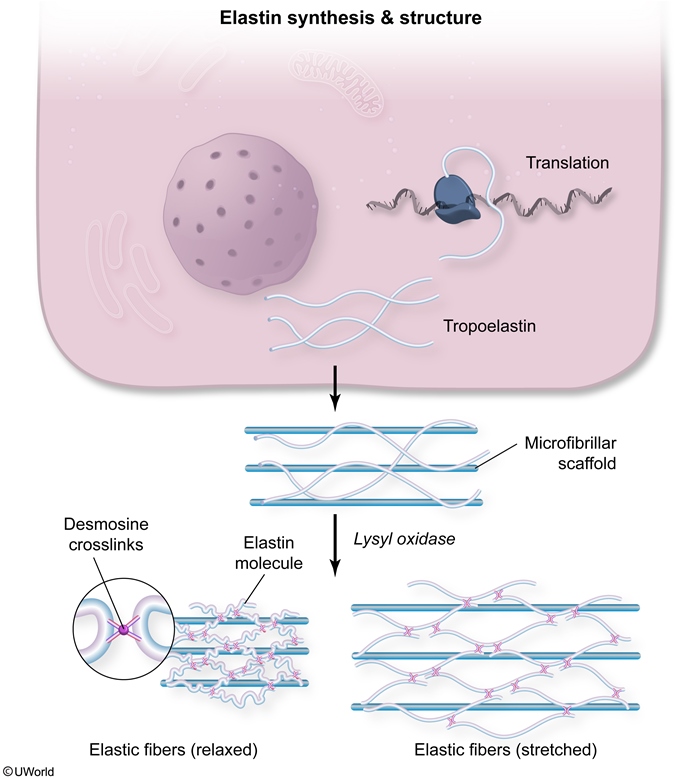 Elastin synthesis & structure
Translation
Tropoelastin
Microfibrillar
scaffold
Desmosine
crosslinks
Elastin
molecule
Lysyl oxidase
Elastic fibers (relaxed)
Elastic fibers (stretched)
©UWorld